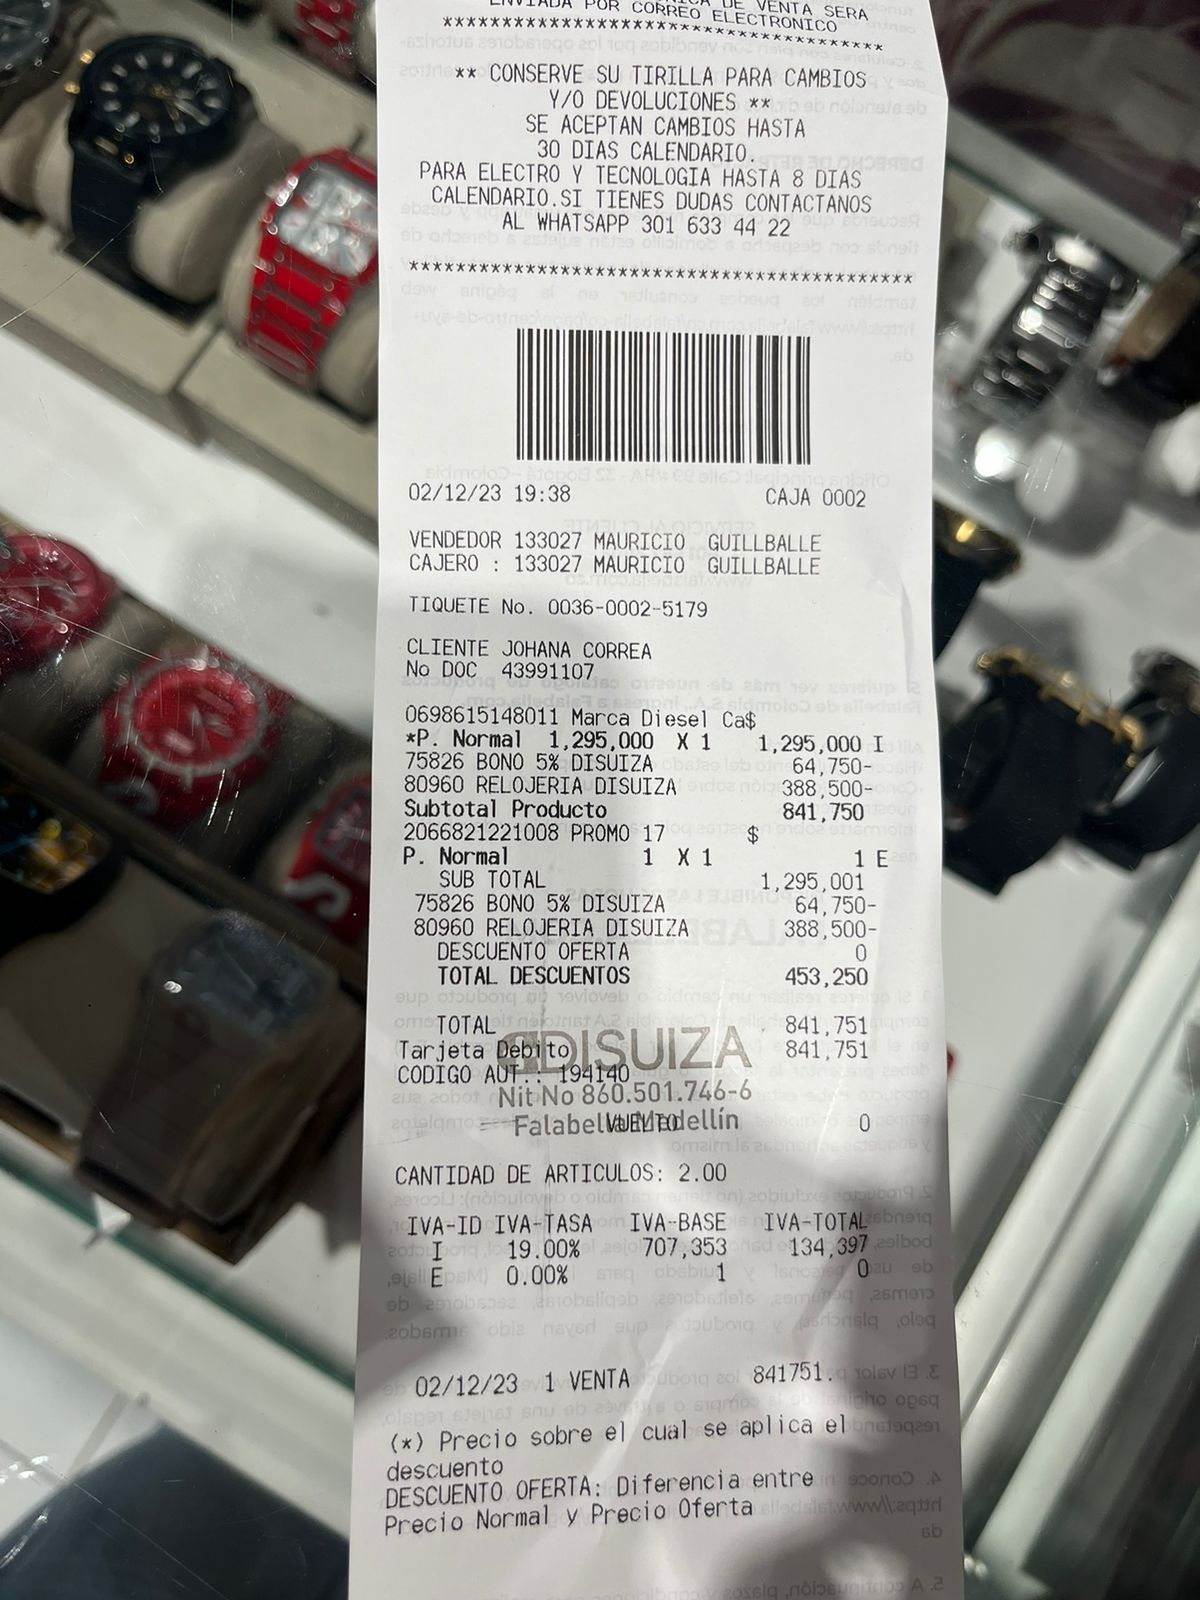 DE VENTA SERA
ENVIADA POR CORREO ELECTRONICO
******************************************
** CONSERVE SU TIRILLA PARA CAMBIOS
Y/O DEVOLUCIONES **
SE ACEPTAN CAMBIOS HASTA
30 DIAS CALENDARIO.
PARA ELECTRO Y TECNOLOGIA HASTA 8 DIAS
CALENDARIO.SI TIENES DUDAS CONTACTANOS
AL WHATSAPP 301 633 44 22
******************************************
02/12/23 19:38 CAJA 0002
VENDEDOR 133027 MAURICIO GUILLBALLE
CAJERO : 133027 MAURICIO GUILLBALLE
TIQUETE No. 0036-0002-5179
CLIENTE JOHANA CORREA
No DOC 43991107
0698615148011 Marca Diesel Ca$
*P. Normal 1,295,000 X 1 1,295,000 I
75826 BONO 5% DISUIZA 64,750-
80960 RELOJERIA DISUIZA 388,500-
Subtotal Producto 841,750
2066821221008 PROMO 17 $
P. Normal 1 X 1 1 E
SUB TOTAL 1,295,001
75826 BONO 5% DISUIZA 64,750-
80960 RELOJERIA DISUIZA 388,500-
DESCUENTO OFERTA 0
TOTAL DESCUENTOS 453,250
TOTAL 841,751
Tarjeta Debito 841,751
DISUIZA
CODIGO AUT.: 194140
Nit No 860.501.746-6
Falabella Medellín
VUELTO 0
CANTIDAD DE ARTICULOS: 2.00
IVA-ID IVA-TASA IVA-BASE IVA-TOTAL
I 19.00% 707,353 134,397
E 0.00% 1 0
02/12/23 1 VENTA 841751.
(*) Precio sobre el cual se aplica el
descuento
DESCUENTO OFERTA: Diferencia entre
Precio Normal y Precio Oferta